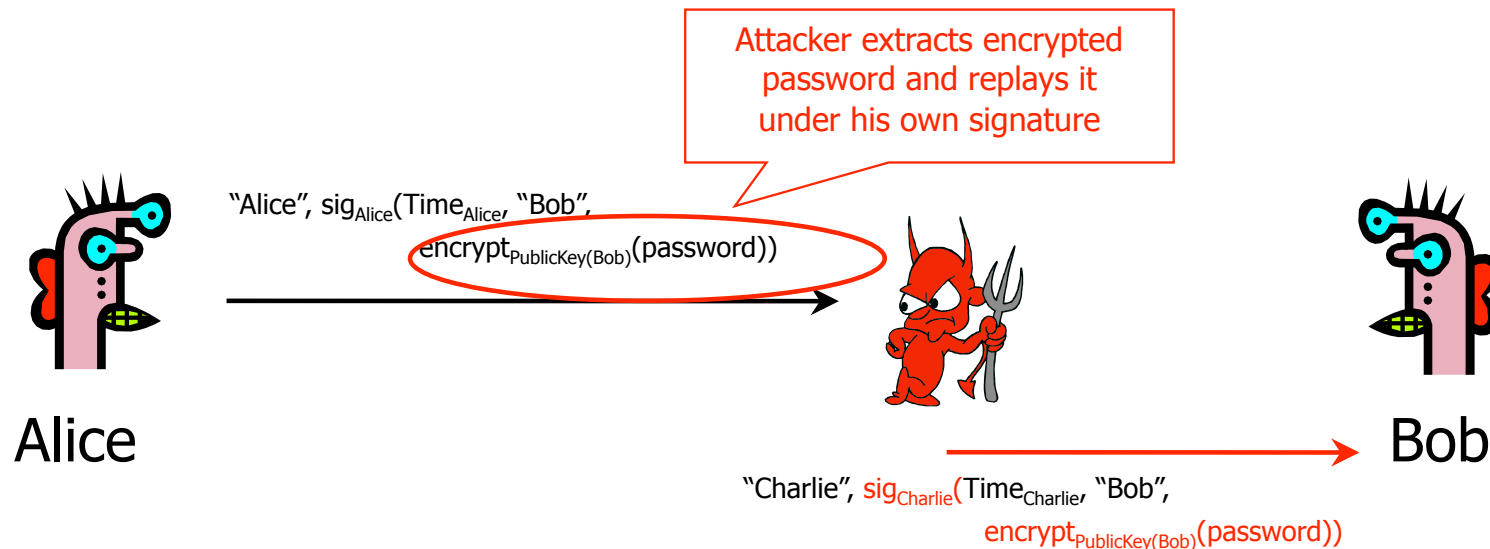 Attacker extracts encrypted
password and replays it
under his own signature
“Alice”, sigAlice(TimeAlice, “Bob”,
encryptPublicKey(Bob)(password))
Alice
Bob
“Charlie”, sigCharlie(TimeCharlie, “Bob”,
encryptPublicKey(Bob)(password))